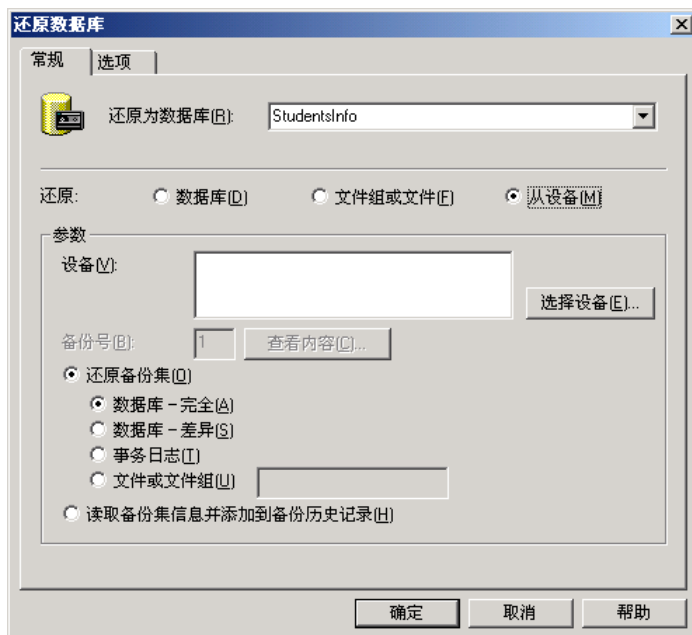 还原数据库
常规 选项
还原为数据库(R): StudentsInfo
还原: 数据库(D) 文件组或文件(F) 从设备(M)
参数
设备(V):
选择设备(E)...
备份号(B): 1 查看内容(C)...
还原备份集(O)
数据库－完全(A)
数据库－差异(S)
事务日志(T)
文件或文件组(U)
读取备份集信息并添加到备份历史记录(H)
确定 取消 帮助